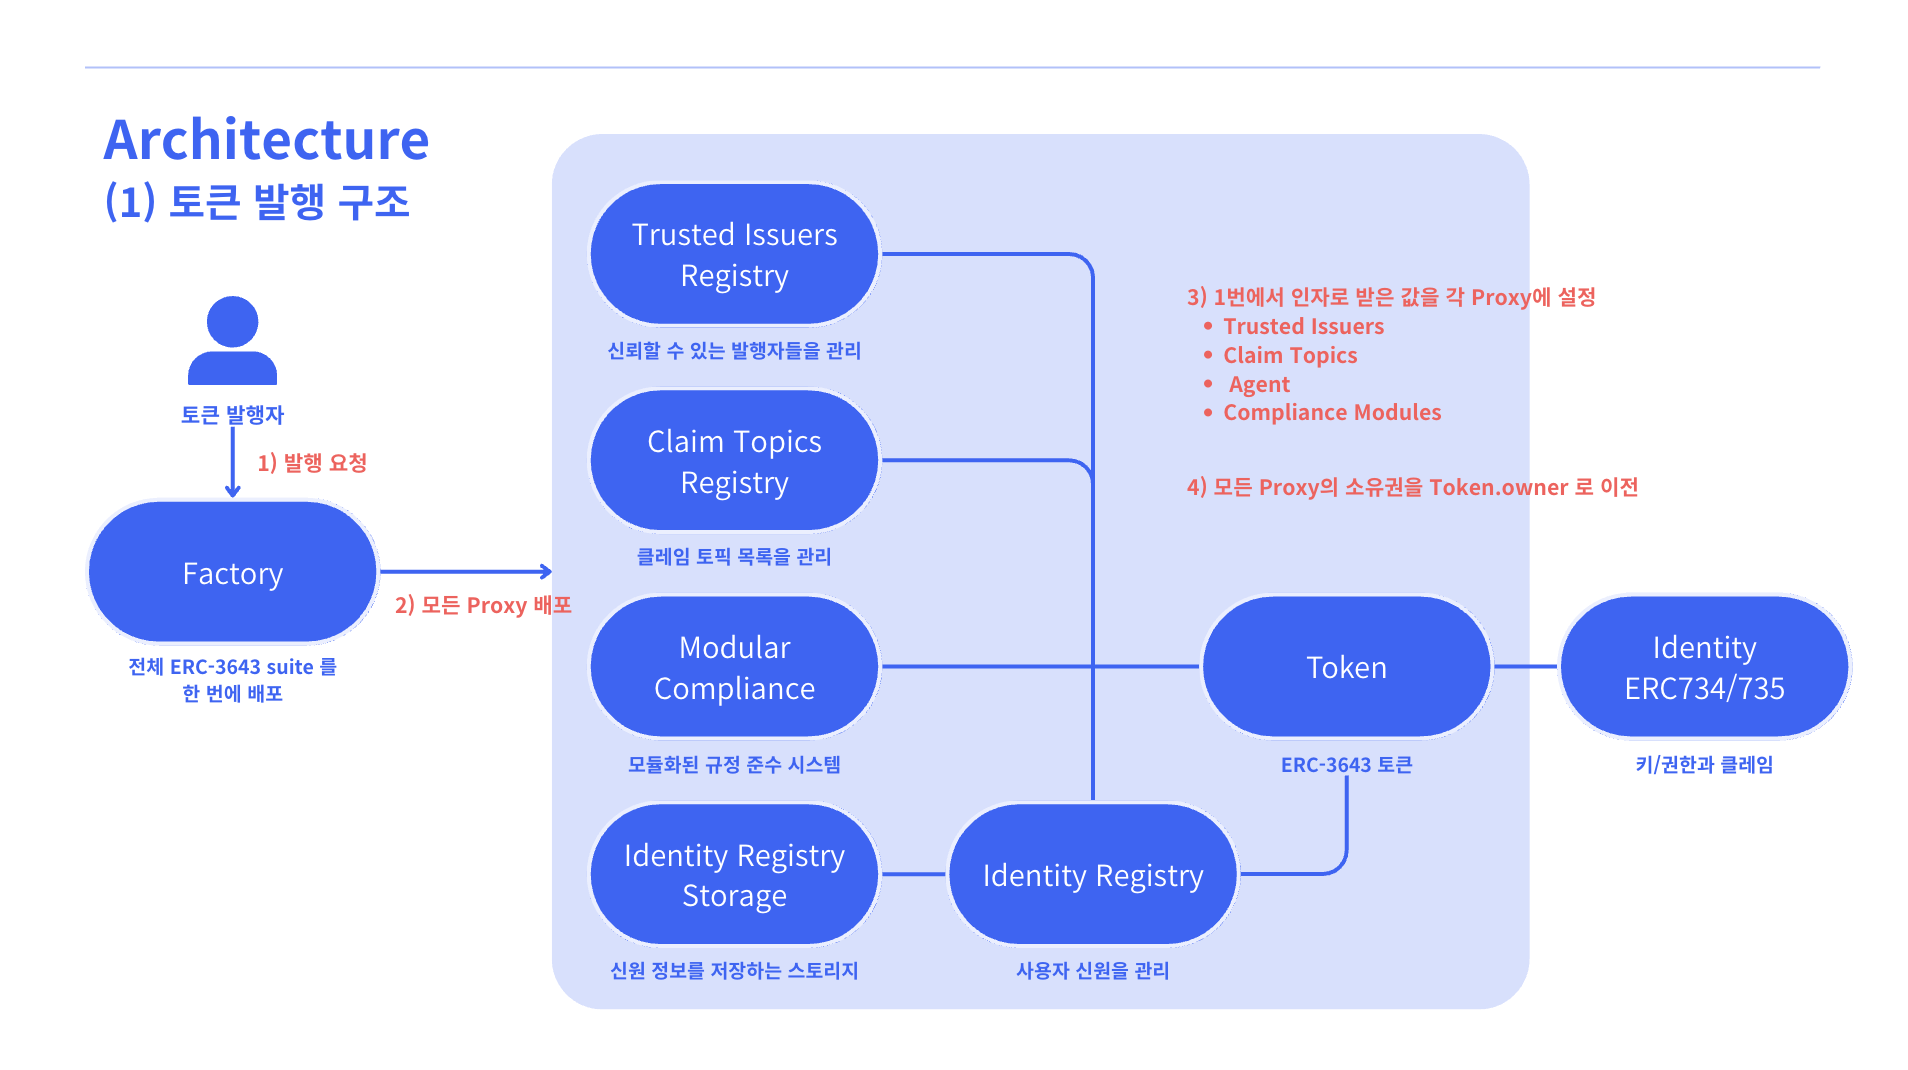 Architecture
(1) 토큰 발행 구조
토큰 발행자
1) 발행 요청
Factory
전체 ERC-3643 suite 를
한 번에 배포
2) 모든 Proxy 배포
Trusted Issuers
Registry
신뢰할 수 있는 발행자들을 관리
Claim Topics
Registry
클레임 토픽 목록을 관리
Modular
Compliance
모듈화된 규정 준수 시스템
Identity Registry
Storage
신원 정보를 저장하는 스토리지
Identity Registry
사용자 신원을 관리
3) 1번에서 인자로 받은 값을 각 Proxy에 설정
• Trusted Issuers
• Claim Topics
• Agent
• Compliance Modules
4) 모든 Proxy의 소유권을 Token.owner 로 이전
Token
ERC-3643 토큰
Identity
ERC734/735
키/권한과 클레임